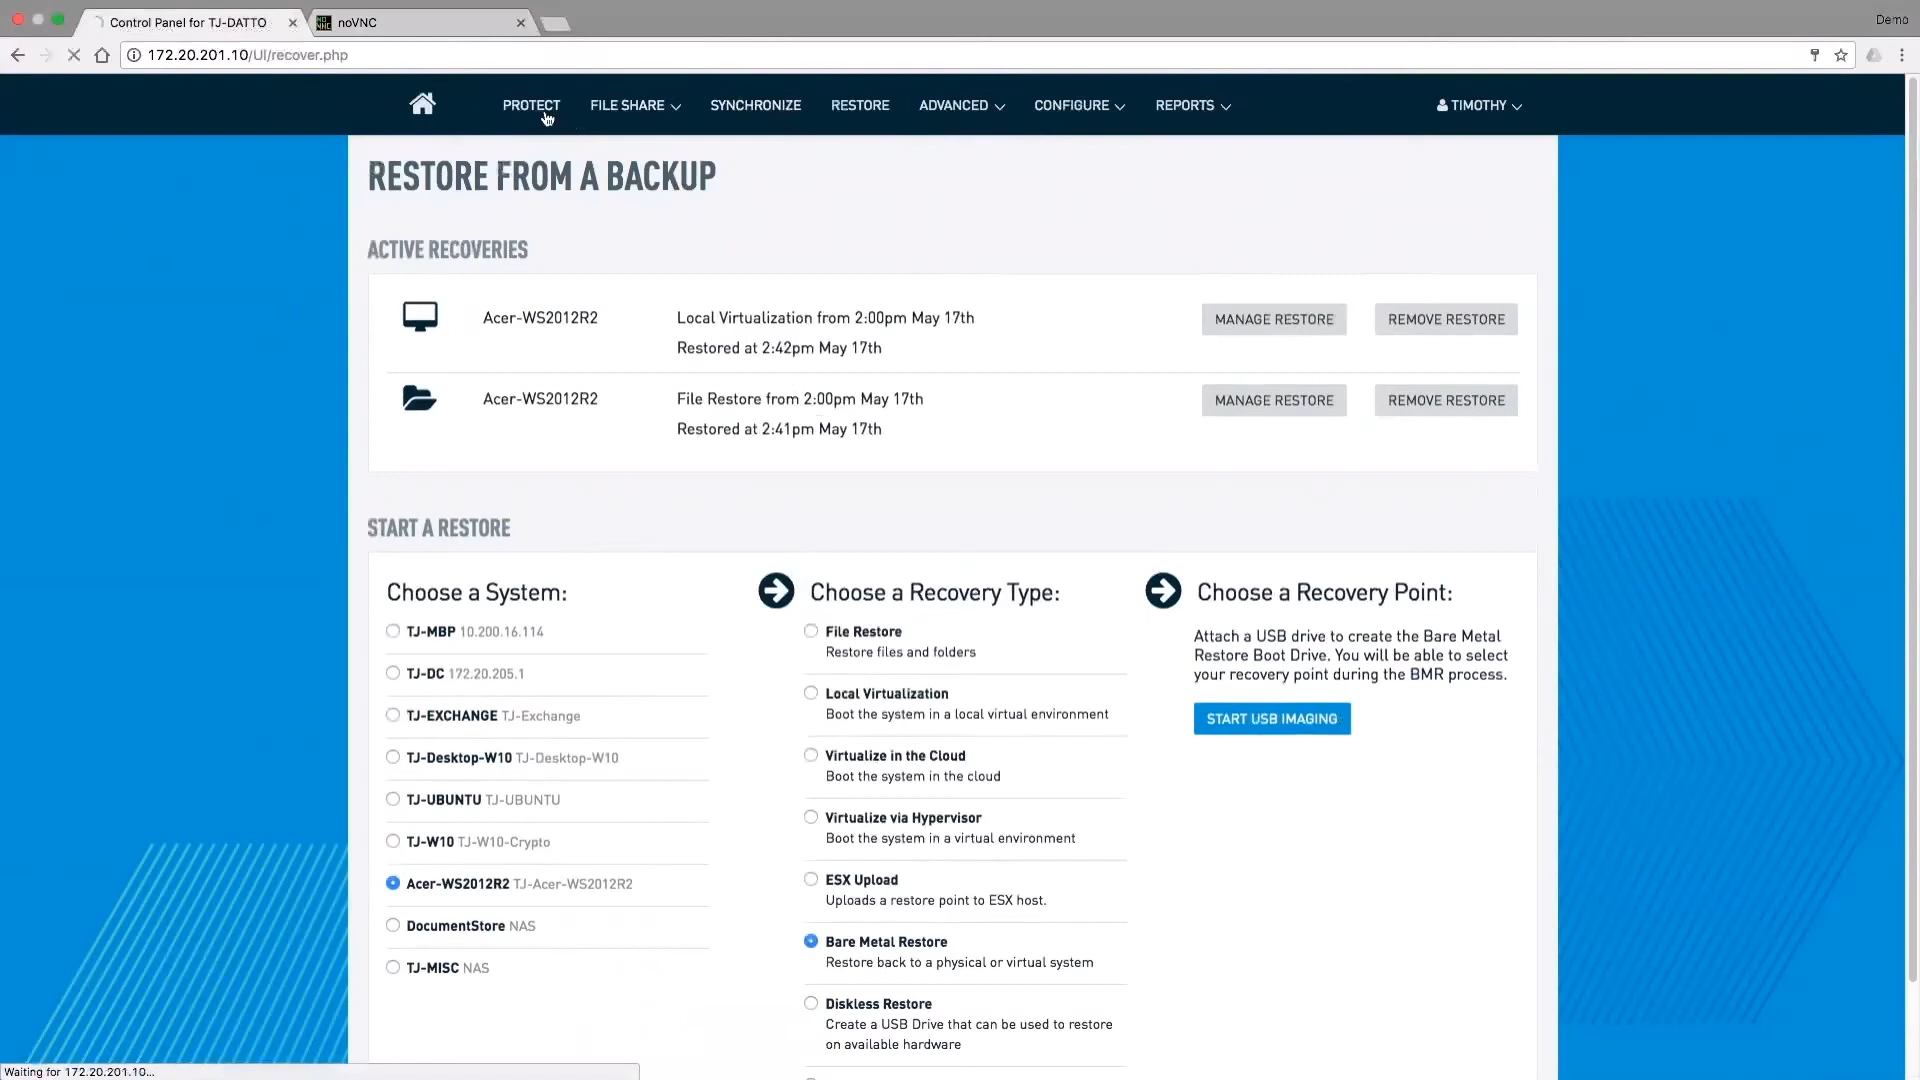 Control Panel for TJ-DATTO
noVNC
Demo
172.20.201.10/UI/recover.php
PROTECT
FILE SHARE
SYNCHRONIZE
RESTORE
ADVANCED
CONFIGURE
REPORTS
TIMOTHY
RESTORE FROM A BACKUP
ACTIVE RECOVERIES
Acer-WS2012R2
Local Virtualization from 2:00pm May 17th
Restored at 2:42pm May 17th
MANAGE RESTORE
REMOVE RESTORE
Acer-WS2012R2
File Restore from 2:00pm May 17th
Restored at 2:41pm May 17th
MANAGE RESTORE
REMOVE RESTORE
START A RESTORE
Choose a System:
TJ-MBP 10.200.16.114
TJ-DC 172.20.205.1
TJ-EXCHANGE TJ-Exchange
TJ-Desktop-W10 TJ-Desktop-W10
TJ-UBUNTU TJ-UBUNTU
TJ-W10 TJ-W10-Crypto
Acer-WS2012R2 TJ-Acer-WS2012R2
DocumentStore NAS
TJ-MISC NAS
Choose a Recovery Type:
File Restore
Restore files and folders
Local Virtualization
Boot the system in a local virtual environment
Virtualize in the Cloud
Boot the system in the cloud
Virtualize via Hypervisor
Boot the system in a virtual environment
ESX Upload
Uploads a restore point to ESX host.
Bare Metal Restore
Restore back to a physical or virtual system
Diskless Restore
Create a USB Drive that can be used to restore
on available hardware
Choose a Recovery Point:
Attach a USB drive to create the Bare Metal
Restore Boot Drive. You will be able to select
your recovery point during the BMR process.
START USB IMAGING
Waiting for 172.20.201.10...